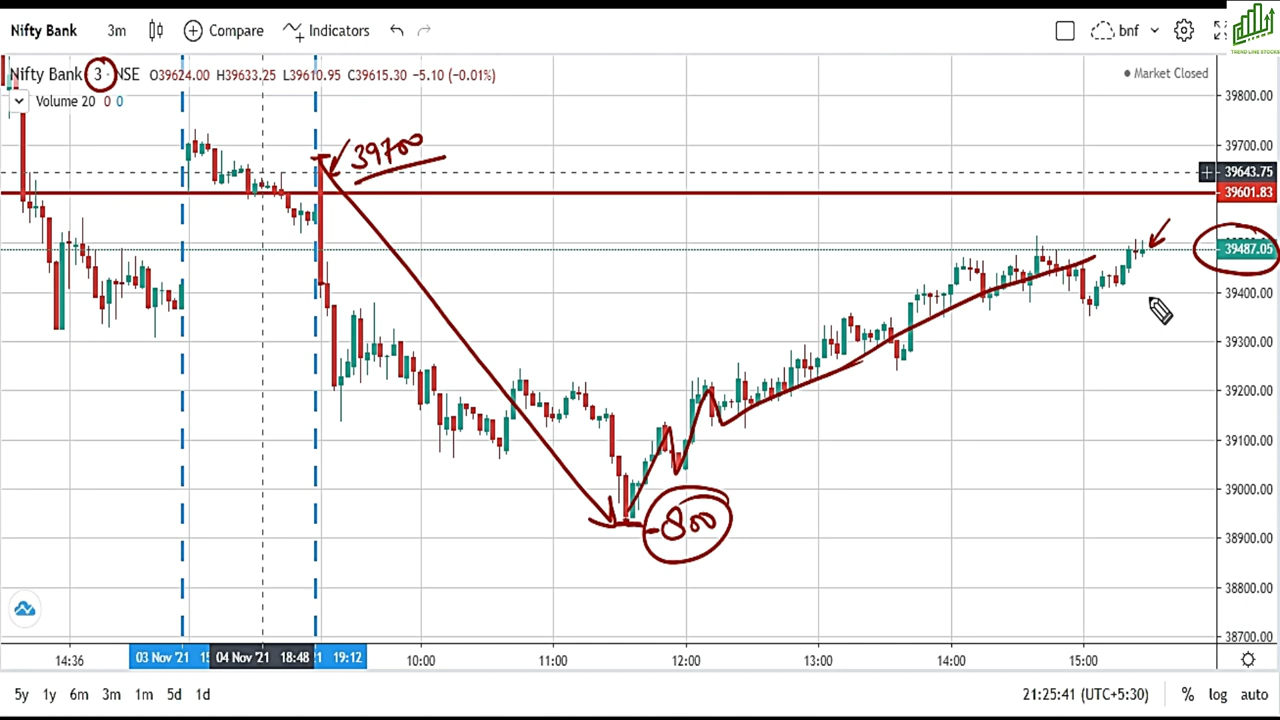 Nifty Bank 3m Compare Indicators bnf
TREND LINE STOCKS
Nifty Bank 3 · NSE O39624.00 H39633.25 L39610.95 C39615.30 −5.10 (−0.01%) Market Closed
Volume 20 0 0
39800.00
39700.00
39700
39643.75
39601.83
39487.05
39400.00
39300.00
39200.00
39100.00
39000.00
-800
38900.00
38800.00
38700.00
14:36 03 Nov '21 04 Nov '21 18:48 19:12 10:00 11:00 12:00 13:00 14:00 15:00
5y 1y 6m 3m 1m 5d 1d 21:25:41 (UTC+5:30) % log auto